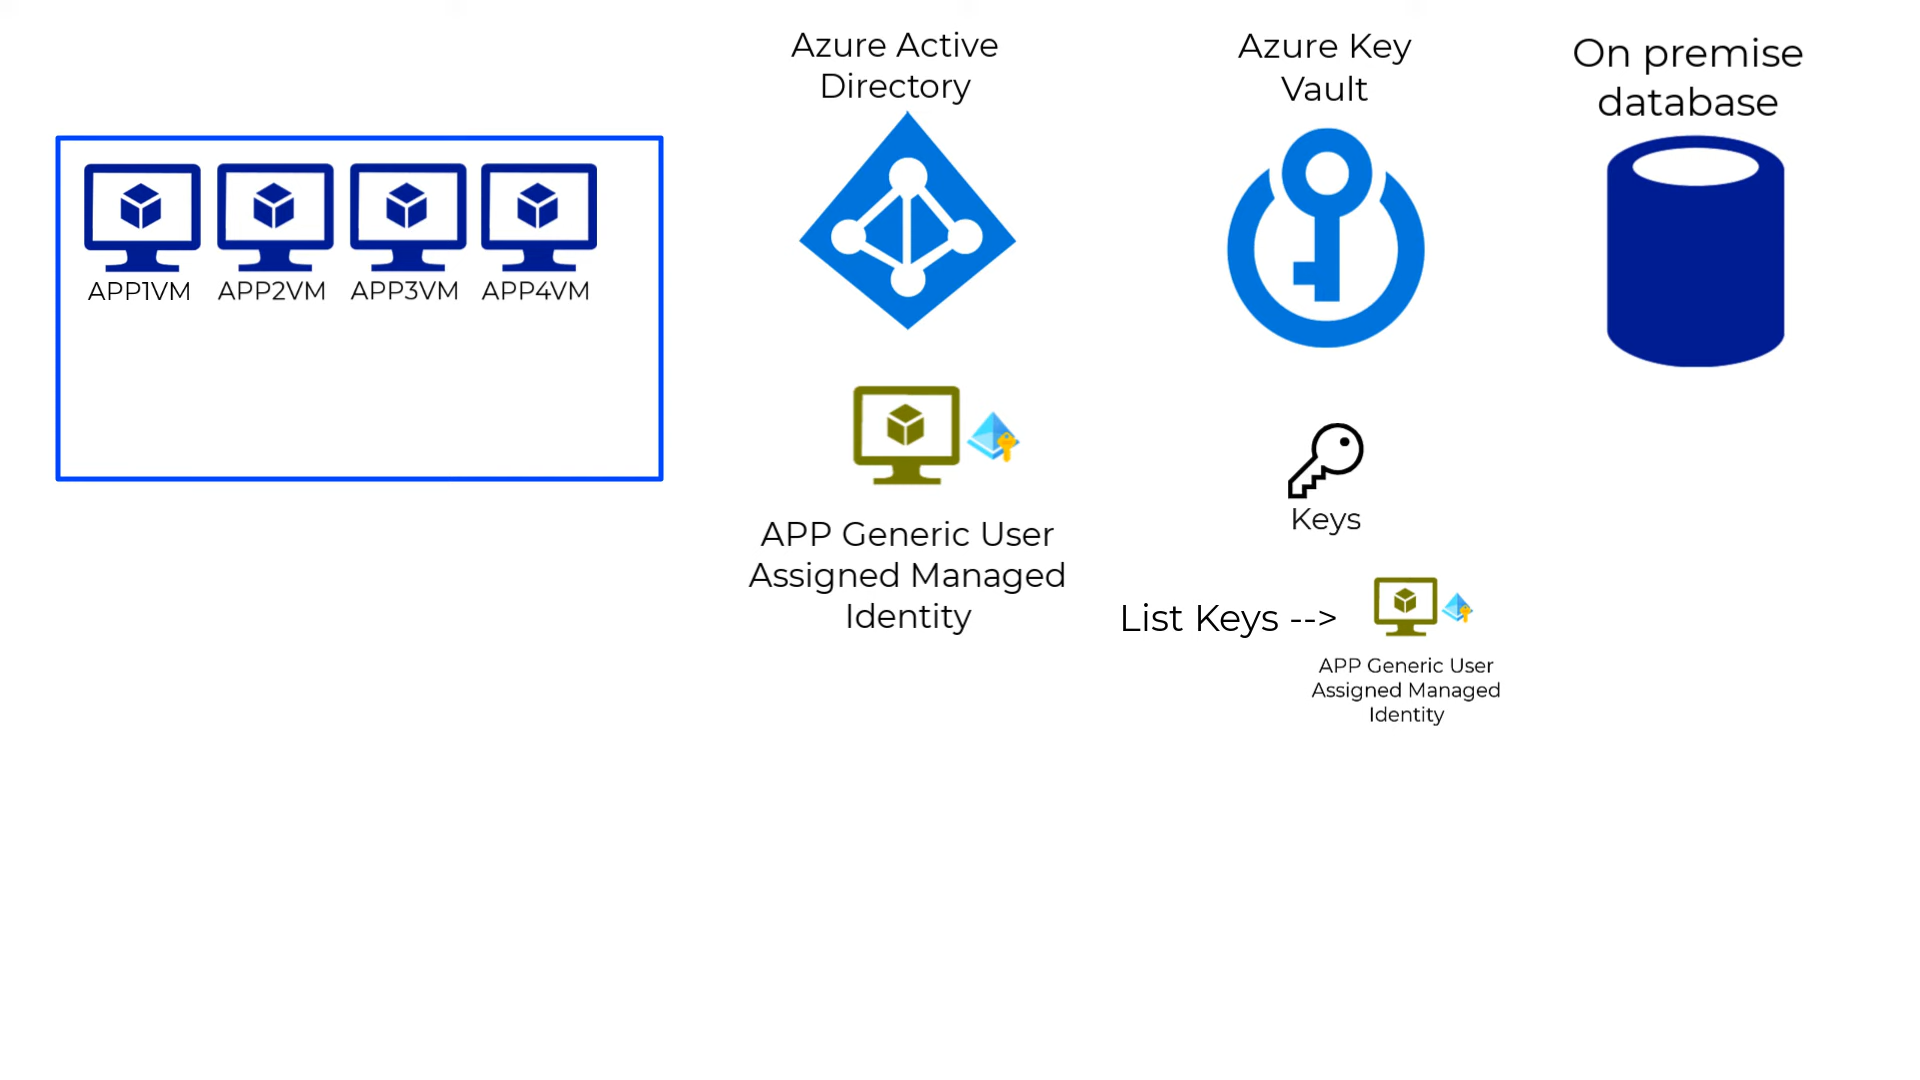 Azure Active
Directory
Azure Key
Vault
On premise
database
APP1VM
APP2VM
APP3VM
APP4VM
APP Generic User
Assigned Managed
Identity
Keys
List Keys -->
APP Generic User
Assigned Managed
Identity